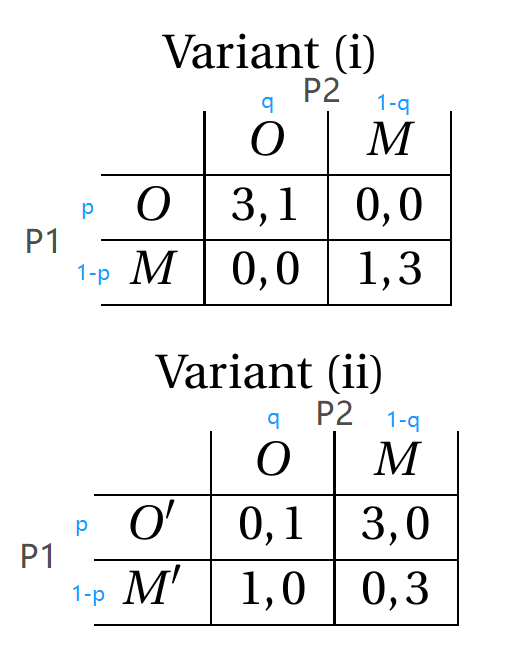 Variant (i)
P2
q 1-q
O M
p O 3, 1 0, 0
P1
1-p M 0, 0 1, 3
Variant (ii)
P2
q 1-q
O M
p O′ 0, 1 3, 0
P1
1-p M′ 1, 0 0, 3